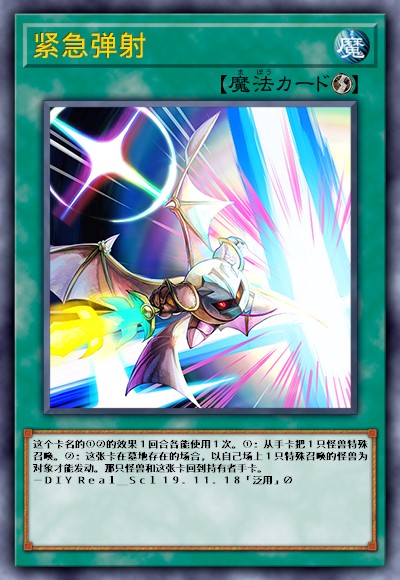 紧急弹射
魔
【魔法カード】
まほう
这个卡名的①②的效果１回合各能使用１次。①：从手卡把１只怪兽特殊
召唤。②：这张卡在墓地存在的场合，以自己场上１只特殊召唤的怪兽为
对象才能发动。那只怪兽和这张卡回到持有者手卡。
－ＤＩＹ Ｒｅａｌ＿Ｓｃｌ １９．１１．１８「泛用」∅